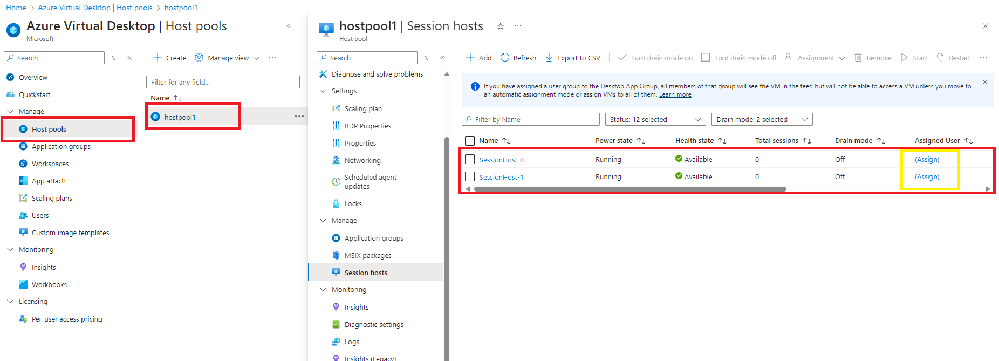 Home > Azure Virtual Desktop | Host pools > hostpool1
Azure Virtual Desktop | Host pools
Microsoft
Search
Overview
Quickstart
Manage
Host pools
Application groups
Workspaces
App attach
Scaling plans
Users
Custom image templates
Monitoring
Insights
Workbooks
Licensing
Per-user access pricing
Create Manage view
Filter for any field...
Name
hostpool1
hostpool1 | Session hosts
Host pool
Search
Diagnose and solve problems
Settings
Scaling plan
RDP Properties
Properties
Networking
Scheduled agent
updates
Locks
Manage
Application groups
MSIX packages
Session hosts
Monitoring
Insights
Diagnostic settings
Logs
Insights (Legacy)
Add Refresh Export to CSV Turn drain mode on Turn drain mode off Assignment Remove Start Restart
If you have assigned a user group to the Desktop App Group, all members of that group will see the VM in the feed but will not be able to access a VM unless you move to
an automatic assignment mode or assign VMs to all of them. Learn more
Filter by Name Status: 12 selected Drain mode: 2 selected
Name Power state Health state Total sessions Drain mode Assigned User
SessionHost-0 Running Available 0 Off (Assign)
SessionHost-1 Running Available 0 Off (Assign)